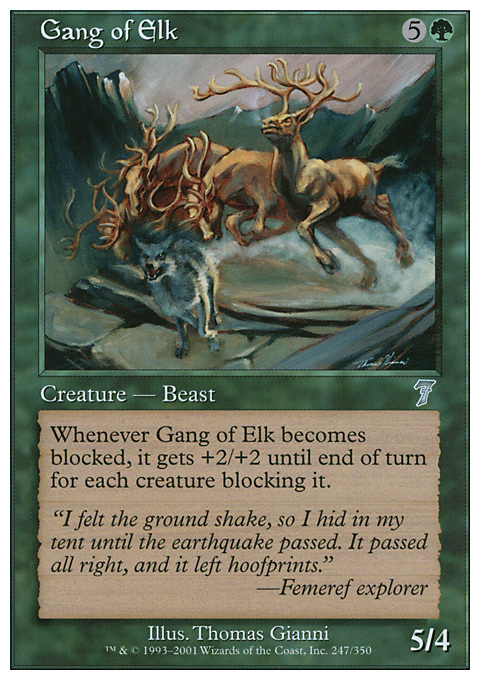 Gang of Elk 5
Creature — Beast
Whenever Gang of Elk becomes
blocked, it gets +2/+2 until end of turn
for each creature blocking it.
“I felt the ground shake, so I hid in my
tent until the earthquake passed. It passed
all right, and it left hoofprints.”
—Femeref explorer
Illus. Thomas Gianni
™ & © 1993–2001 Wizards of the Coast, Inc. 247/350
5/4